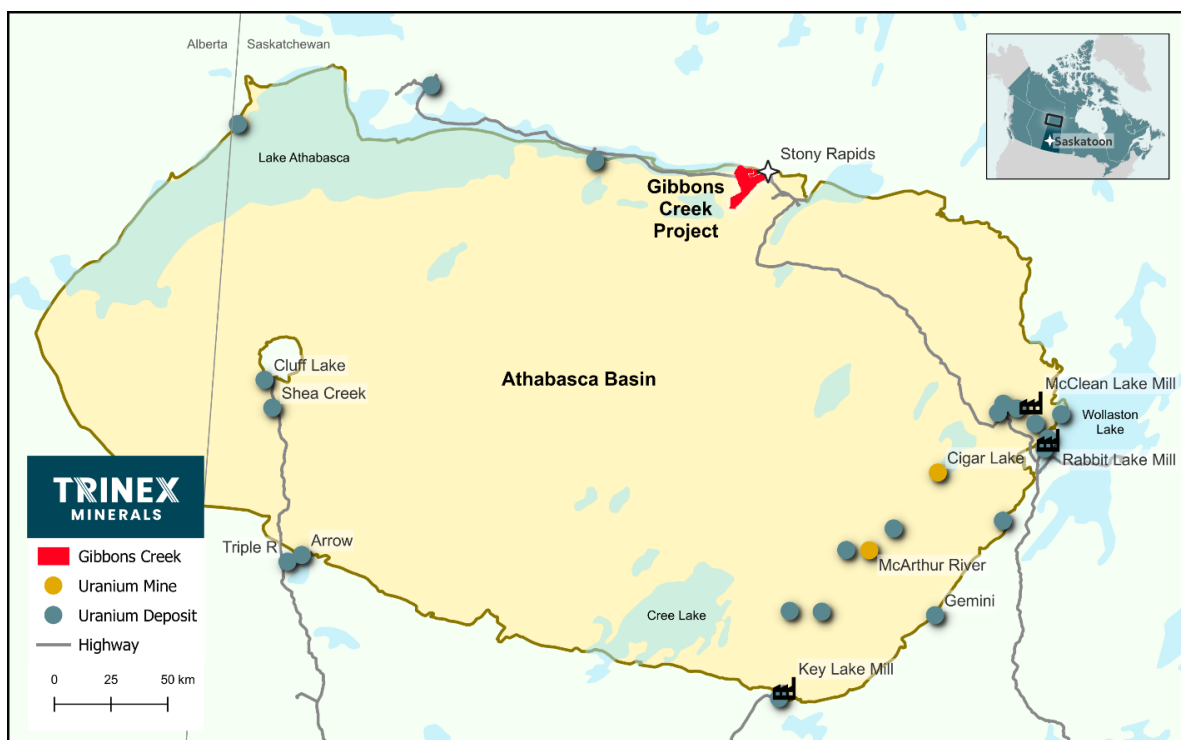 Alberta
Saskatchewan
Saskatoon
Lake Athabasca
Stony Rapids
Gibbons
Creek
Project
Cluff Lake
Shea Creek
Athabasca Basin
McClean Lake Mill
Wollaston
Lake
Cigar Lake
Rabbit Lake Mill
TRINEX
MINERALS
Triple R
Arrow
McArthur River
Gibbons Creek
Uranium Mine
Uranium Deposit
Highway
0 25 50 km
Cree Lake
Gemini
Key Lake Mill